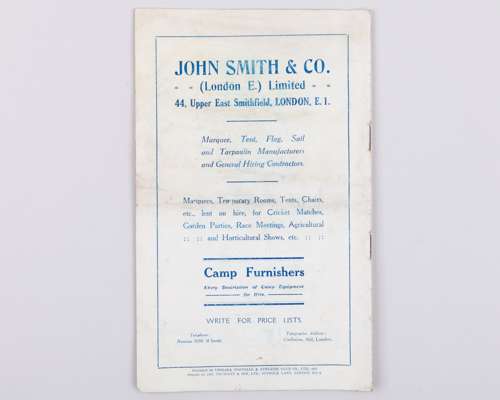 JOHN SMITH & CO.
- - (London E.) Limited - -
44, Upper East Smithfield, LONDON, E. 1.
Marquee, Tent, Flag, Sail
and Tarpaulin Manufacturers
and General Hiring Contractors.
Marquees, Temporary Rooms, Tents, Chairs,
etc., lent on hire, for Cricket Matches,
Garden Parties, Race Meetings, Agricultural
:: :: and Horticultural Shows, etc. :: ::
Camp Furnishers
Every Description of Camp Equipment
for Hire.
WRITE FOR PRICE LISTS.
Telephone: Telegraphic Address:
London.